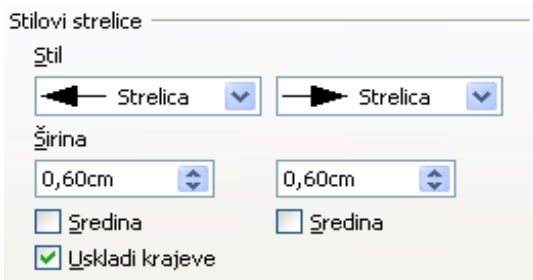 Stilovi strelice
Stil
Strelica Strelica
Širina
0,60cm 0,60cm
Sredina Sredina
Uskladi krajeve